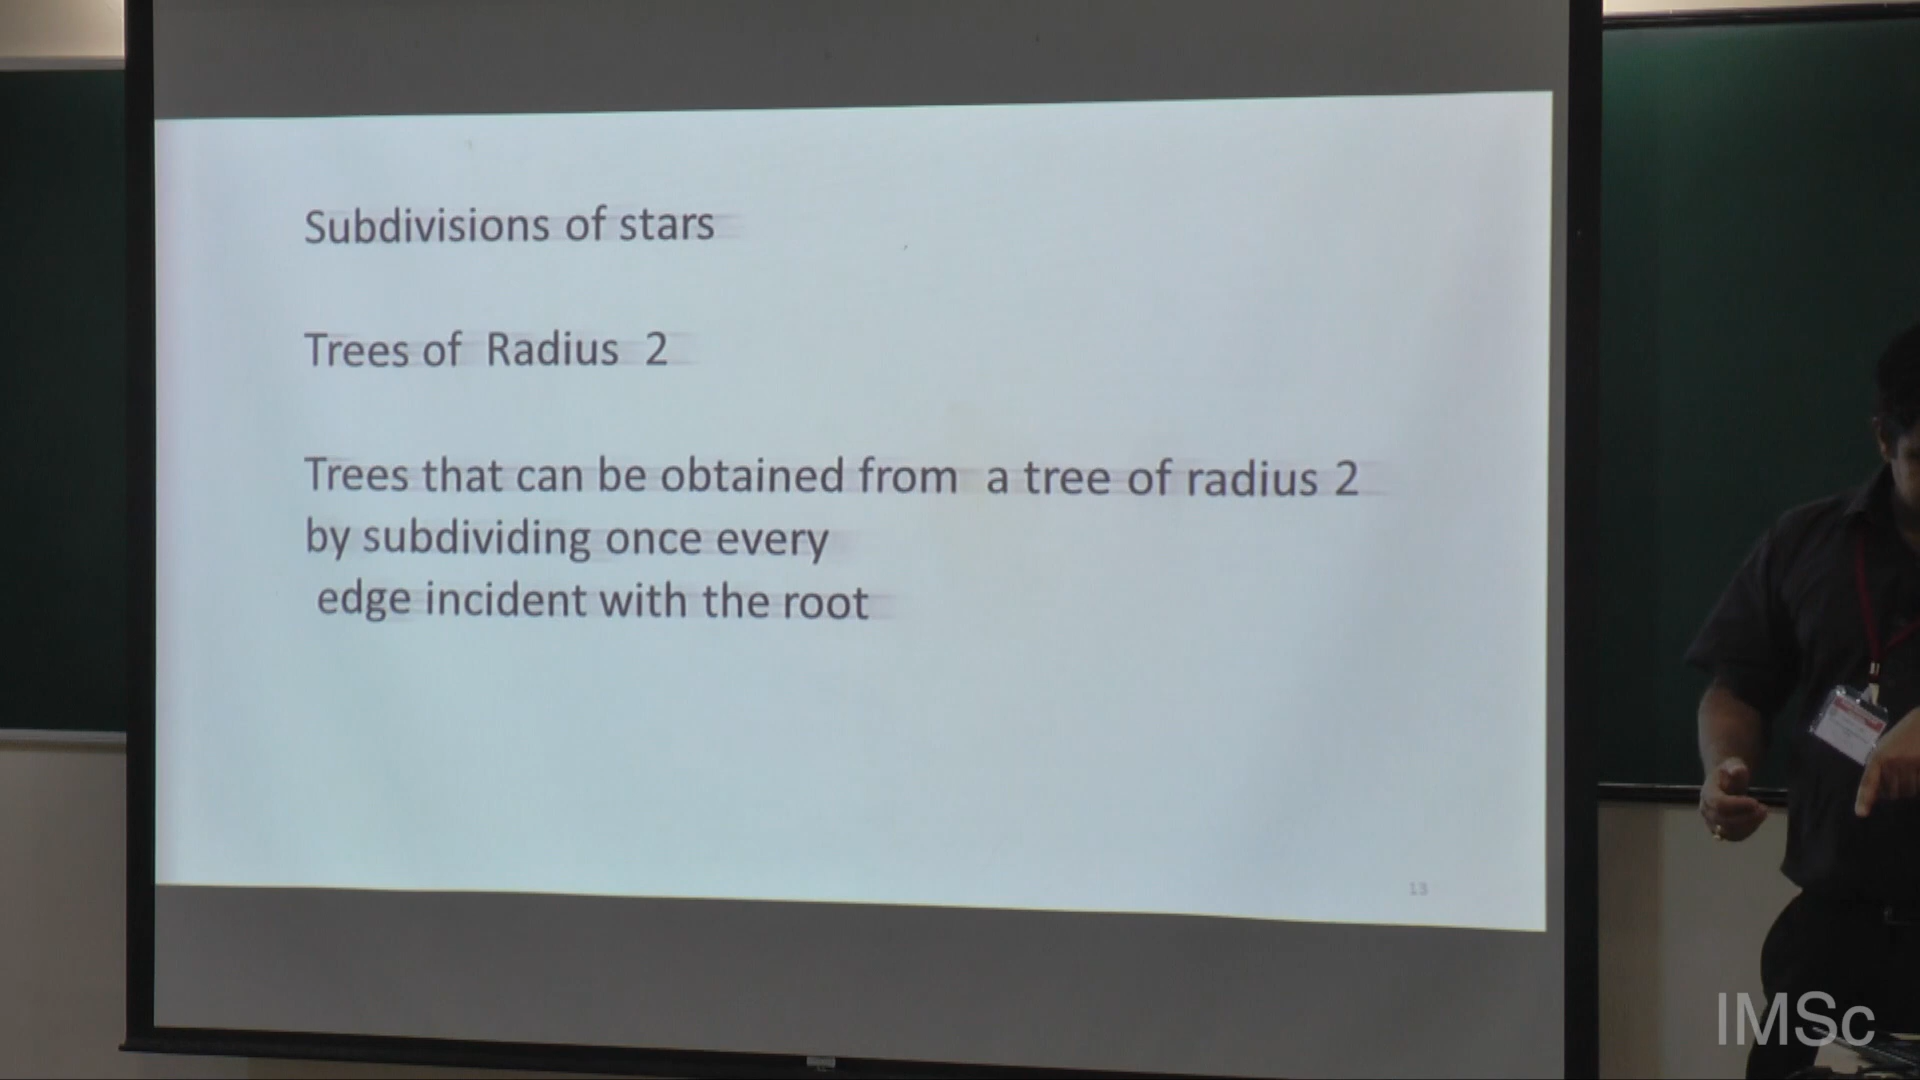 Subdivisions of stars
Trees of Radius 2
Trees that can be obtained from a tree of radius 2
by subdividing once every
edge incident with the root
13
IMSc